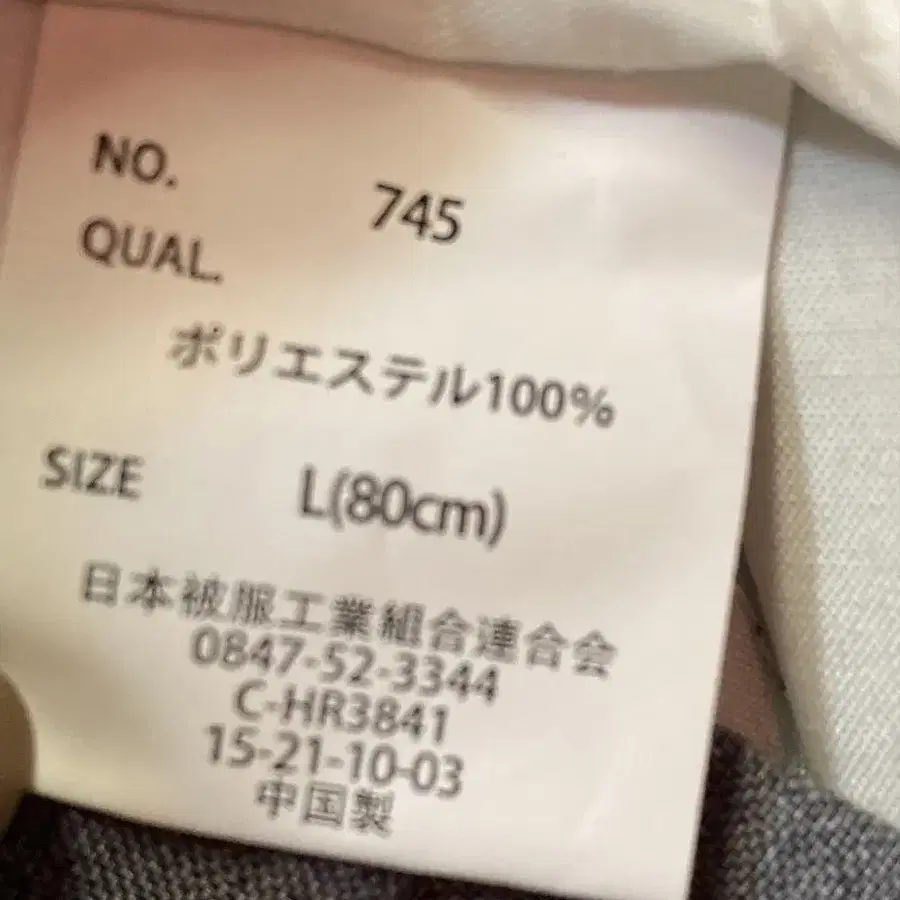 NO.
745
QUAL.
ポリエステル100%
SIZE L(80cm)
日本被服工業組合連合会
0847-52-3344
C-HR3841
15-21-10-03
中国製